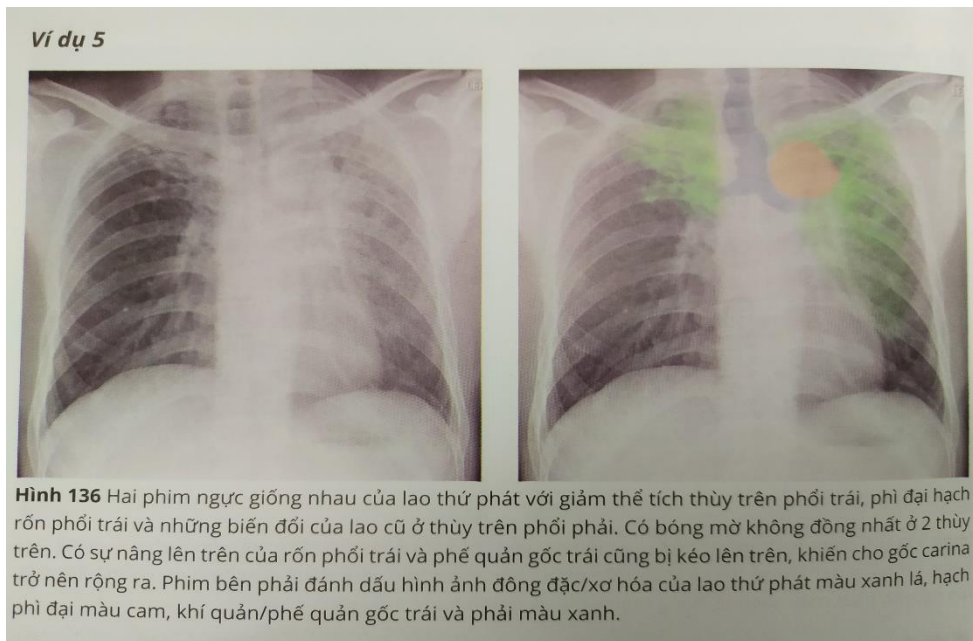 Ví dụ 5
Hình 136 Hai phim ngực giống nhau của lao thứ phát với giảm thể tích thùy trên phổi trái, phì đại hạch
rốn phổi trái và những biến đổi của lao cũ ở thùy trên phổi phải. Có bóng mờ không đồng nhất ở 2 thùy
trên. Có sự nâng lên trên của rốn phổi trái và phế quản gốc trái cũng bị kéo lên trên, khiến cho gốc carina
trở nên rộng ra. Phim bên phải đánh dấu hình ảnh đông đặc/xơ hóa của lao thứ phát màu xanh lá, hạch
phì đại màu cam, khí quản/phế quản gốc trái và phải màu xanh.